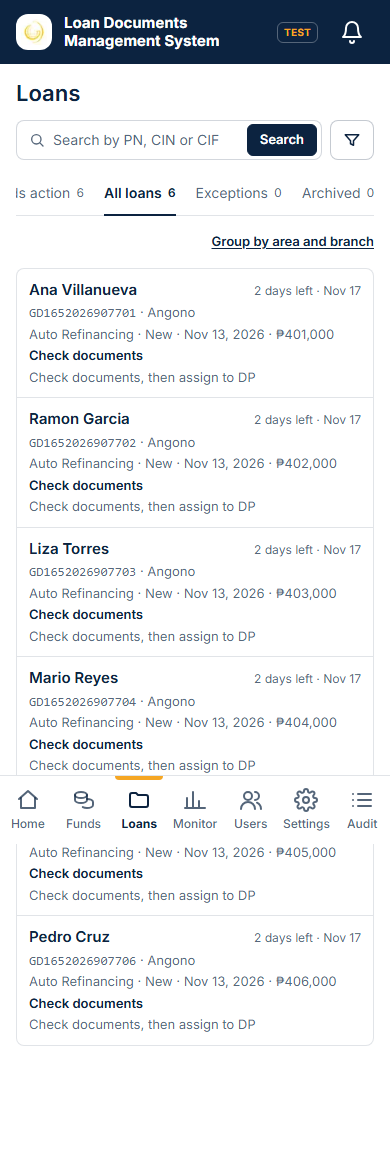 Loan Documents
Management System
TEST
Loans
Search by PN, CIN or CIF
Search
ls action 6
All loans 6
Exceptions 0
Archived 0
Group by area and branch
Ana Villanueva
2 days left · Nov 17
GD1652026907701 · Angono
Auto Refinancing · New · Nov 13, 2026 · ₱401,000
Check documents
Check documents, then assign to DP
Ramon Garcia
2 days left · Nov 17
GD1652026907702 · Angono
Auto Refinancing · New · Nov 13, 2026 · ₱402,000
Check documents
Check documents, then assign to DP
Liza Torres
2 days left · Nov 17
GD1652026907703 · Angono
Auto Refinancing · New · Nov 13, 2026 · ₱403,000
Check documents
Check documents, then assign to DP
Mario Reyes
2 days left · Nov 17
GD1652026907704 · Angono
Auto Refinancing · New · Nov 13, 2026 · ₱404,000
Check documents
Check documents, then assign to DP
Home
Funds
Loans
Monitor
Users
Settings
Audit
Auto Refinancing · New · Nov 13, 2026 · ₱405,000
Check documents
Check documents, then assign to DP
Pedro Cruz
2 days left · Nov 17
GD1652026907706 · Angono
Auto Refinancing · New · Nov 13, 2026 · ₱406,000
Check documents
Check documents, then assign to DP